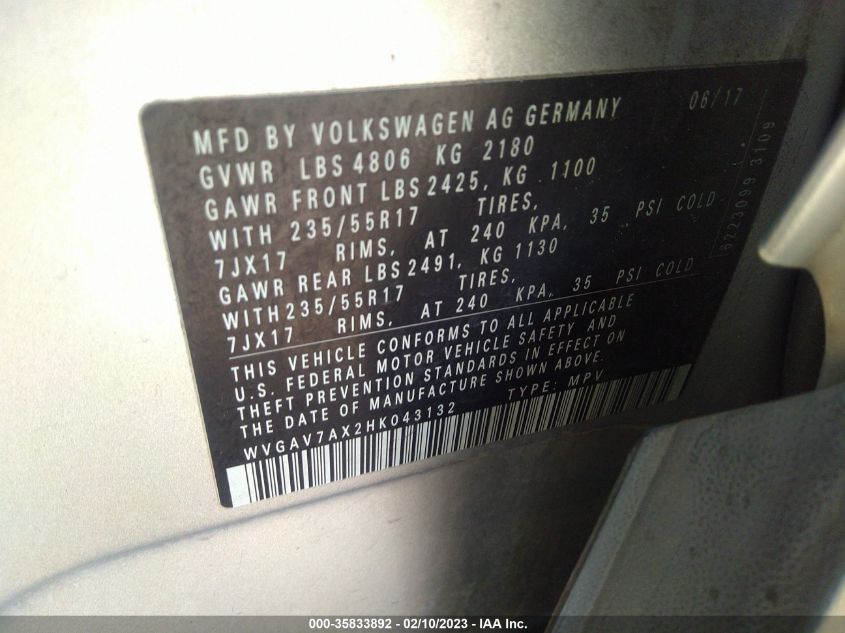 MFD BY VOLKSWAGEN AG GERMANY 06/17
GVWR LBS 4806 KG 2180
GAWR FRONT LBS 2425, KG 1100
WITH 235/55R17 TIRES,
7JX17 RIMS, AT 240 KPA, 35 PSI COLD
GAWR REAR LBS 2491, KG 1130
WITH 235/55R17 TIRES,
7JX17 RIMS, AT 240 KPA, 35 PSI COLD
THIS VEHICLE CONFORMS TO ALL APPLICABLE
U.S. FEDERAL MOTOR VEHICLE SAFETY AND
THEFT PREVENTION STANDARDS IN EFFECT ON
THE DATE OF MANUFACTURE SHOWN ABOVE.
WVGAV7AX2HK043132 TYPE: MPV
000-35833892 - 02/10/2023 - IAA Inc.